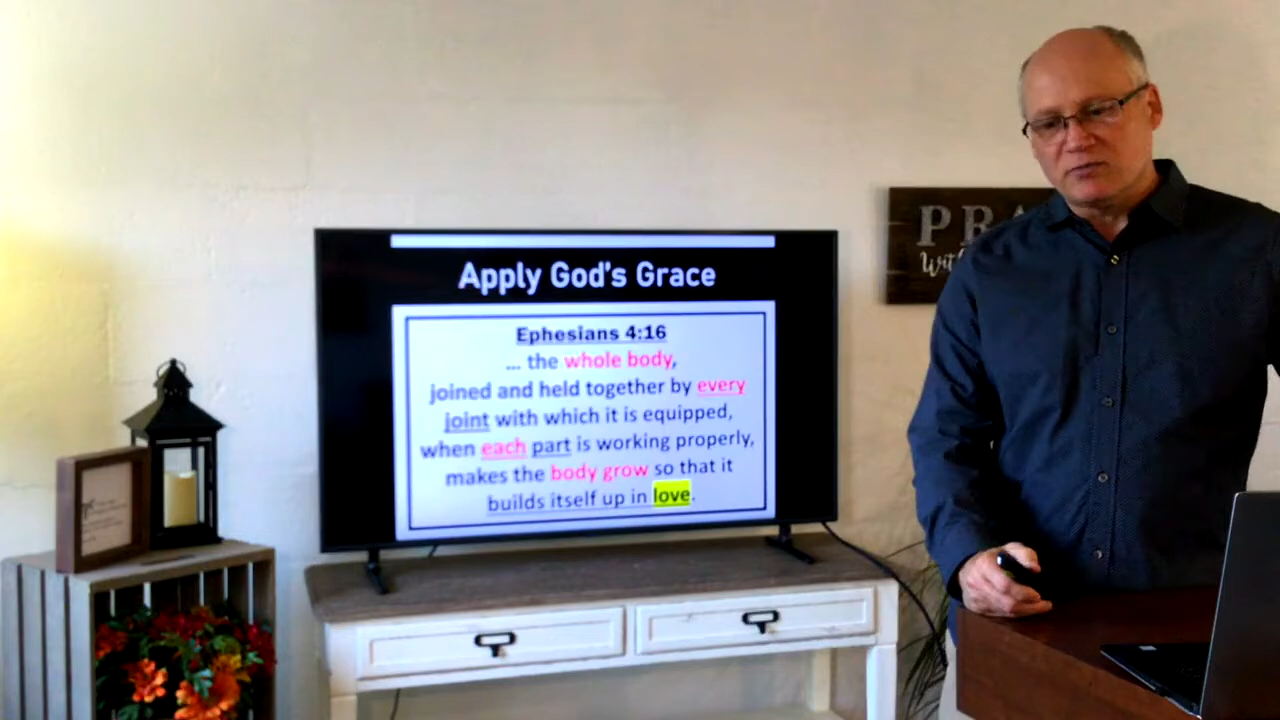 Apply God's Grace
Ephesians 4:16
... the whole body,
joined and held together by every
joint with which it is equipped,
when each part is working properly,
makes the body grow so that it
builds itself up in love.